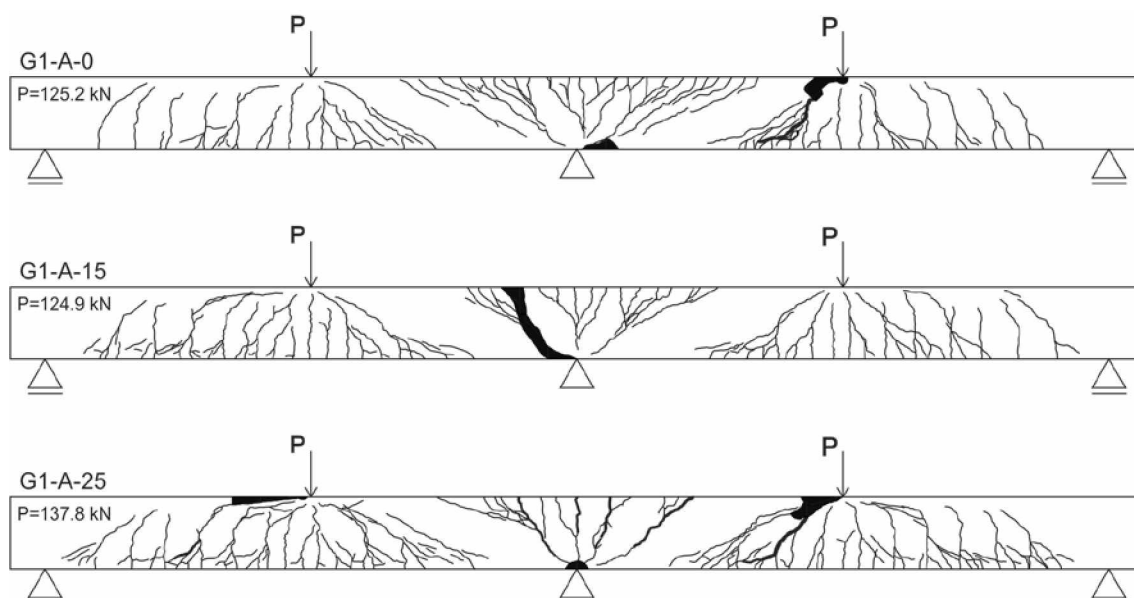 P P
G1-A-0
P=125.2 kN
P P
G1-A-15
P=124.9 kN
P P
G1-A-25
P=137.8 kN